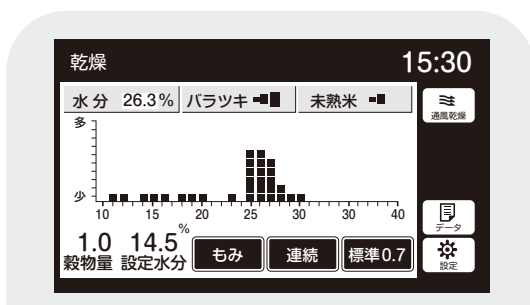 乾燥 15:30
水分 26.3% バラツキ 未熟米
通風乾燥
多
少
10 15 20 25 30 30 40
データ
1.0 14.5%
穀物量 設定水分 もみ 連続 標準0.7
設定